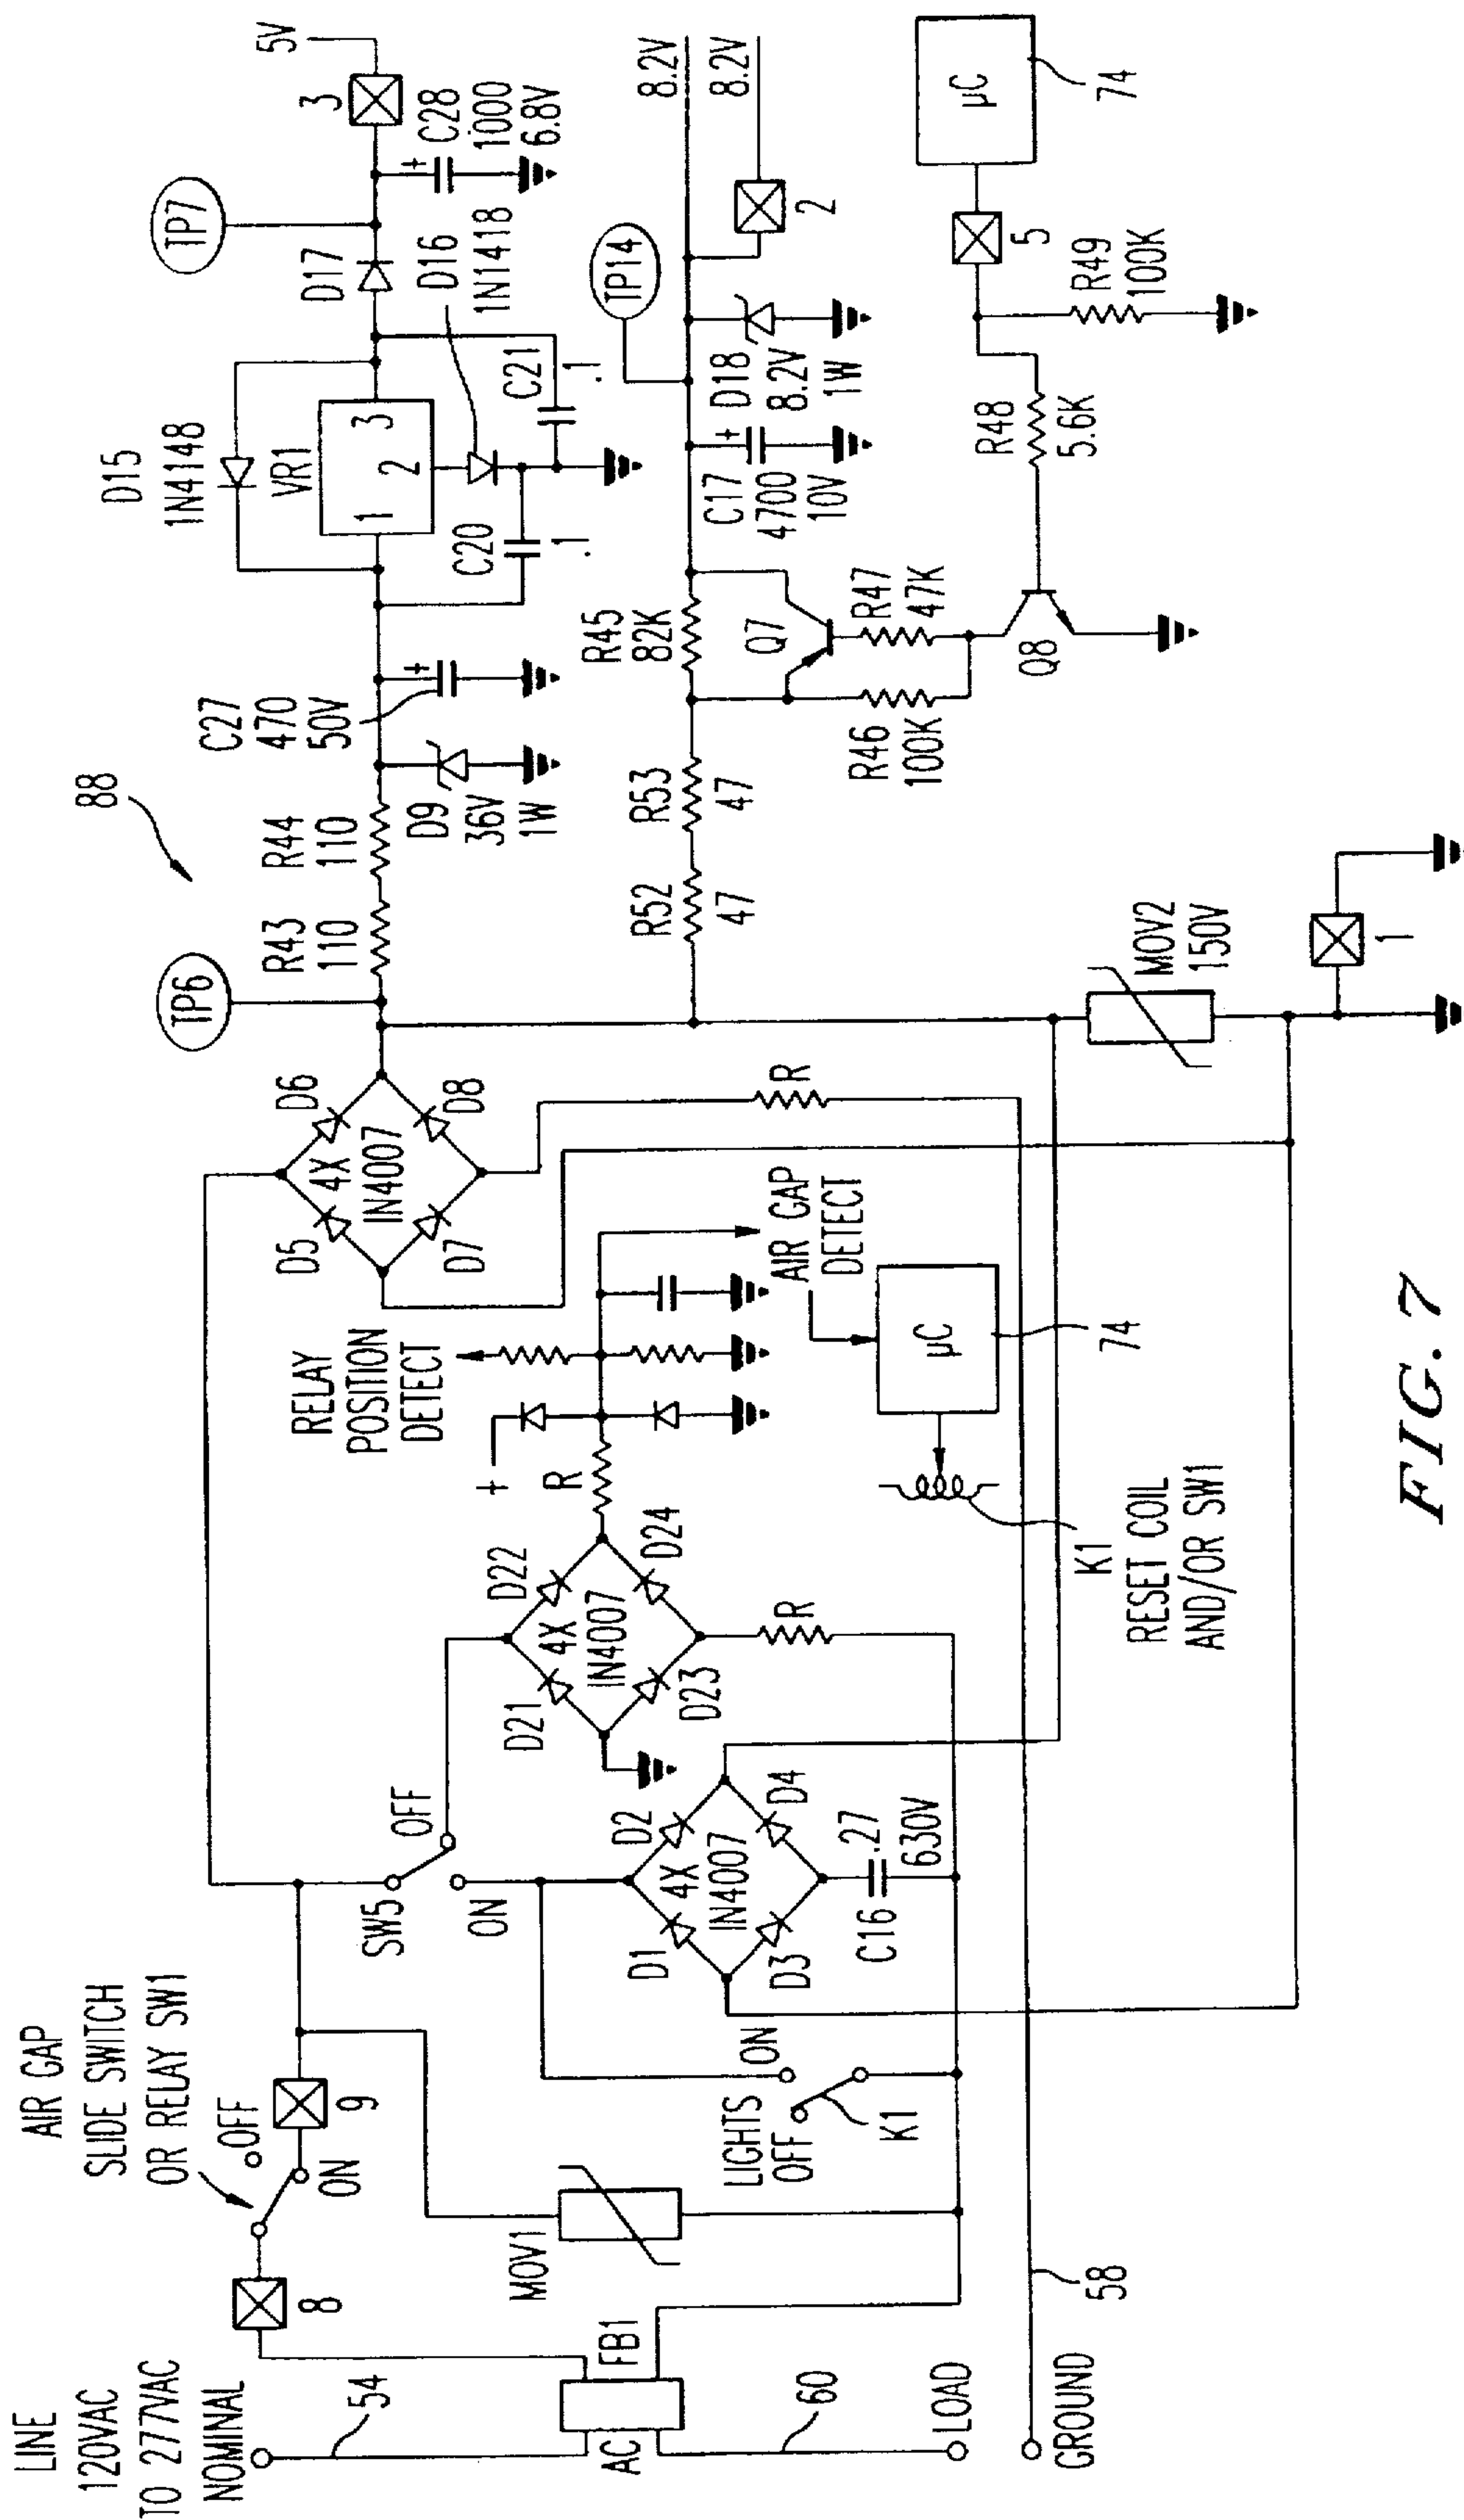 LINE
120VAC
TO 277VAC
NOMINAL
54
AC
FB1
60
LOAD
GROUND
58
8
AIR GAP
SLIDE SWITCH
OR RELAY SW1
OFF
ON
9
MOV1
LIGHTS
ON
OFF
K1
SW5
OFF
ON
D1
D2
4X
IN4007
D3
D4
C16
.27
630V
D21
D22
4X
IN4007
D23
D24
R
R
+
RELAY
POSITION
DETECT
AIR GAP
DETECT
µC
74
K1
RESET COIL
AND/OR SW1
D5
D6
4X
IN4007
D7
D8
R
TP6
88
R43
110
R44
110
D9
36V
1W
C27
470
50V
+
D15
1N4148
VR1
1
2
3
C20
.1
C21
.1
D16
1N1418
D17
TP7
+
C28
1000
6.8V
3
5V
R52
47
R53
47
R45
82K
Q7
R46
100K
R47
47K
Q8
C17
4700
10V
+
D18
8.2V
1W
TP14
8.2V
8.2V
2
R48
5.6K
R49
100K
5
µC
74
MOV2
150V
1
FIG. 7